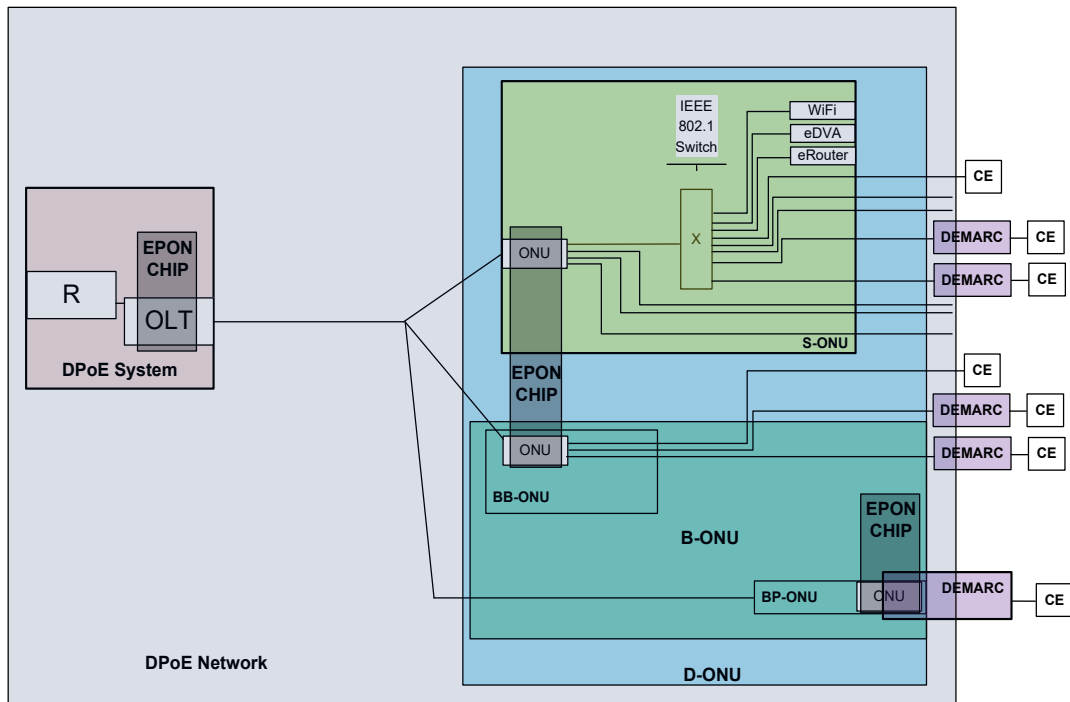 IEEE
802.1
Switch
WiFi
eDVA
eRouter
CE
EPON
CHIP
X
ONU
DEMARC
CE
R
OLT
DEMARC
CE
S-ONU
DPoE System
EPON
CHIP
CE
DEMARC
CE
ONU
DEMARC
CE
BB-ONU
EPON
CHIP
B-ONU
BP-ONU
ONU
DEMARC
CE
DPoE Network
D-ONU